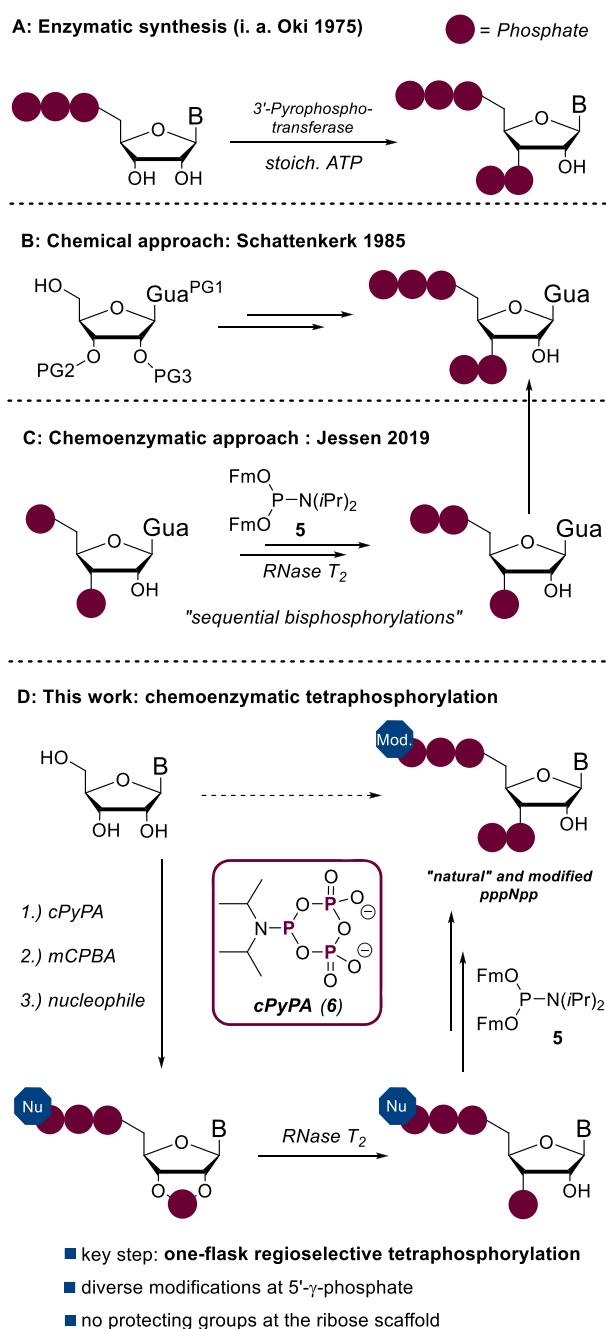 A: Enzymatic synthesis (i. a. Oki 1975)
= Phosphate
B
O
OH OH
3'-Pyrophospho-
transferase
stoich. ATP
B
O
OH
B: Chemical approach: Schattenkerk 1985
HO
O
GuaPG1
O
O
PG2
PG3
Gua
O
OH
C: Chemoenzymatic approach : Jessen 2019
O
Gua
OH
FmO
P–N(iPr)2
FmO
5
RNase T2
O
Gua
OH
"sequential bisphosphorylations"
D: This work: chemoenzymatic tetraphosphorylation
HO
O
B
OH OH
Mod.
O
B
OH
"natural" and modified
pppNpp
1.) cPyPA
2.) mCPBA
3.) nucleophile
O
O
P
O
⊖
N
P
O
O
P
O
O
⊖
cPyPA (6)
FmO
P–N(iPr)2
FmO
5
Nu
O
B
O
O
RNase T2
Nu
O
B
OH
key step: one-flask regioselective tetraphosphorylation
diverse modifications at 5'-γ-phosphate
no protecting groups at the ribose scaffold